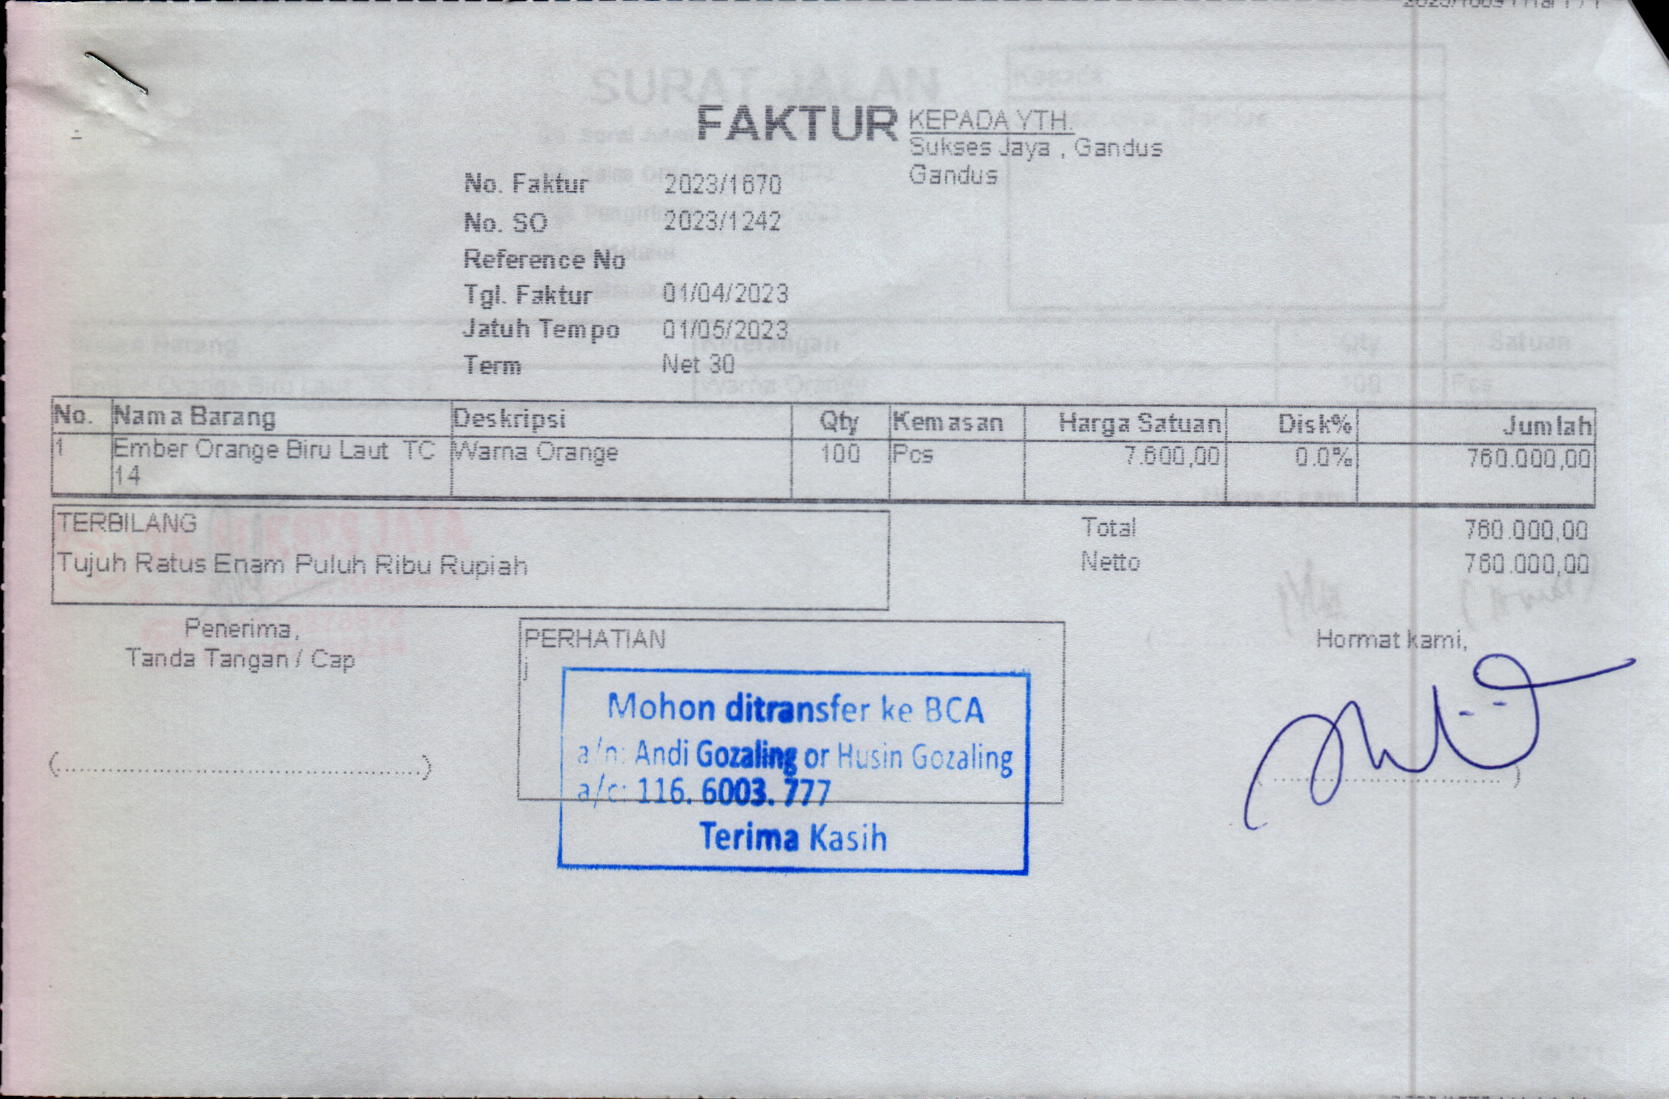 FAKTUR
KEPADA YTH.
Sukses Jaya , Gandus
Gandus
No. Faktur 2023/1670
No. SO 2023/1242
Reference No
Tgl. Faktur 01/04/2023
Jatuh Tempo 01/05/2023
Term Net 30
No. Nama Barang Deskripsi Qty Kemasan Harga Satuan Disk% Jumlah
1 Ember Orange Biru Laut TC Warna Orange 100 Pcs 7.600,00 0.0% 760.000,00
14
TERBILANG
Tujuh Ratus Enam Puluh Ribu Rupiah
Total 760.000,00
Netto 760.000,00
Penerima,
Tanda Tangan / Cap
PERHATIAN
j
Mohon ditransfer ke BCA
a/n: Andi Gozaling or Husin Gozaling
a/c: 116. 6003. 777
Terima Kasih
Hormat kami,